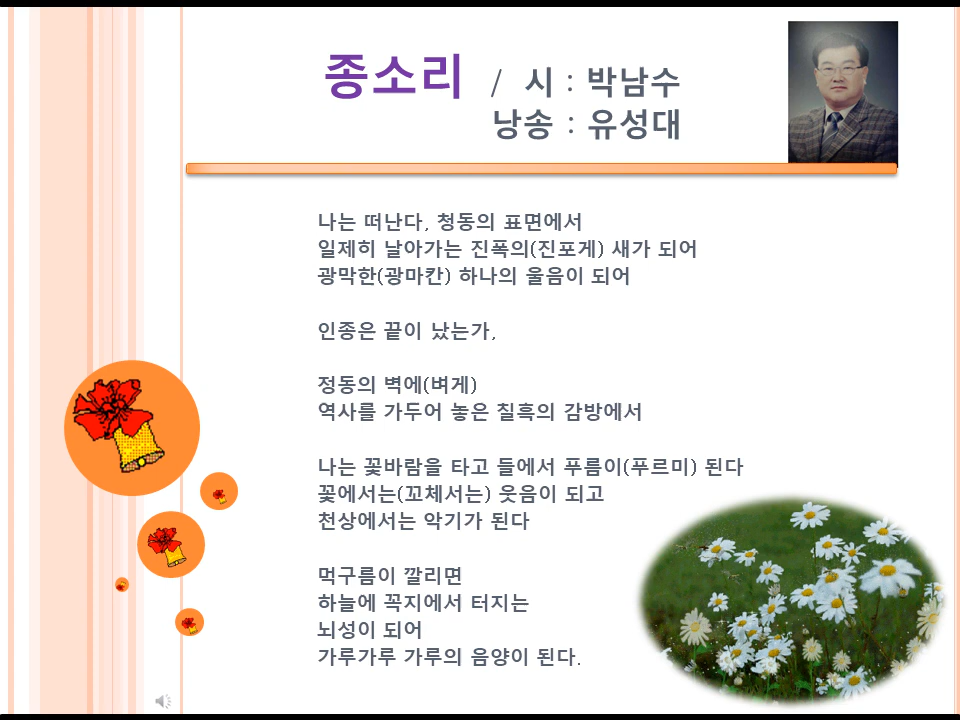 종소리 / 시 : 박남수
낭송 : 유성대
나는 떠난다, 청동의 표면에서
일제히 날아가는 진폭의(진포게) 새가 되어
광막한(광마칸) 하나의 울음이 되어
인종은 끝이 났는가,
정동의 벽에(벼게)
역사를 가두어 놓은 칠흑의 감방에서
나는 꽃바람을 타고 들에서 푸름이(푸르미) 된다
꽃에서는(꼬체서는) 웃음이 되고
천상에서는 악기가 된다
먹구름이 깔리면
하늘에 꼭지에서 터지는
뇌성이 되어
가루가루 가루의 음양이 된다.